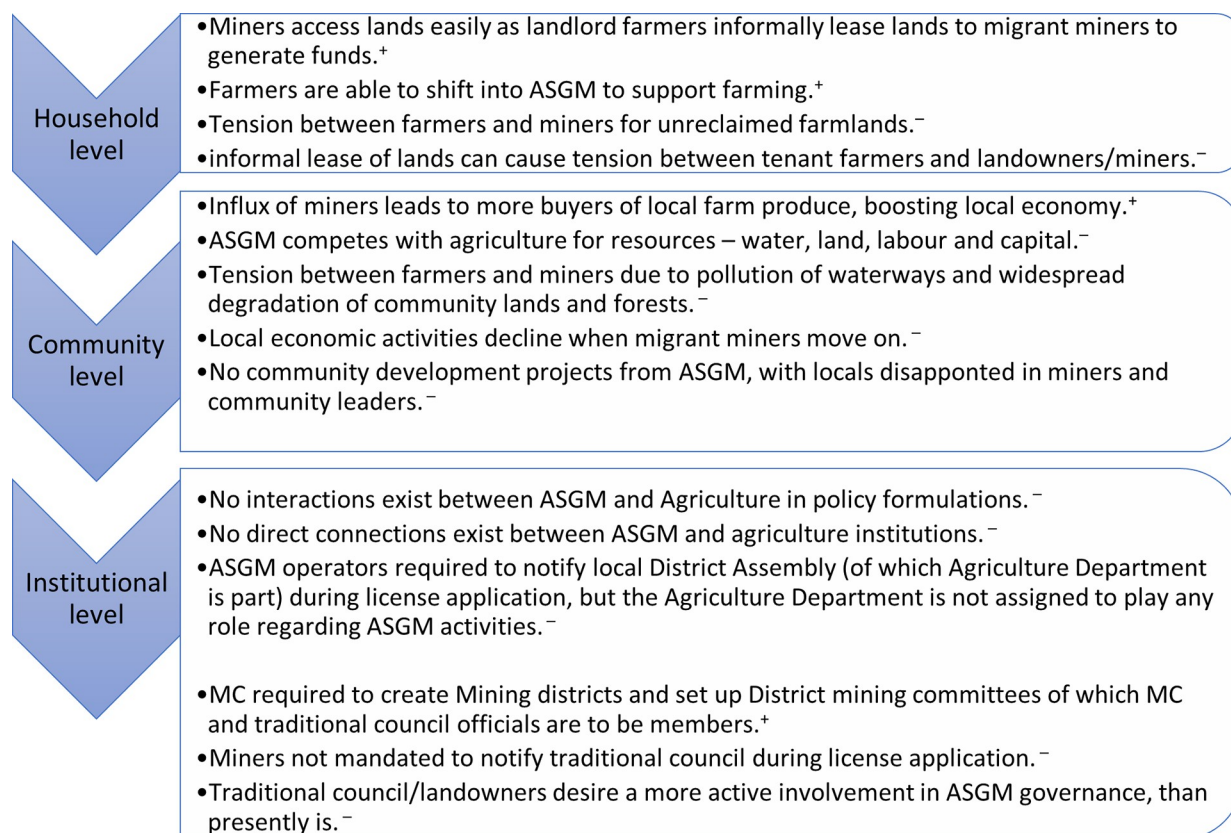 Household
level
•Miners access lands easily as landlord farmers informally lease lands to migrant miners to
generate funds.⁺
•Farmers are able to shift into ASGM to support farming.⁺
•Tension between farmers and miners for unreclaimed farmlands.⁻
•informal lease of lands can cause tension between tenant farmers and landowners/miners.⁻
Community
level
•Influx of miners leads to more buyers of local farm produce, boosting local economy.⁺
•ASGM competes with agriculture for resources – water, land, labour and capital.⁻
•Tension between farmers and miners due to pollution of waterways and widespread
degradation of community lands and forests. ⁻
•Local economic activities decline when migrant miners move on. ⁻
•No community development projects from ASGM, with locals disapponted in miners and
community leaders. ⁻
Institutional
level
•No interactions exist between ASGM and Agriculture in policy formulations. ⁻
•No direct connections exist between ASGM and agriculture institutions. ⁻
•ASGM operators required to notify local District Assembly (of which Agriculture Department
is part) during license application, but the Agriculture Department is not assigned to play any
role regarding ASGM activities. ⁻
•MC required to create Mining districts and set up District mining committees of which MC
and traditional council officials are to be members.⁺
•Miners not mandated to notify traditional council during license application. ⁻
•Traditional council/landowners desire a more active involvement in ASGM governance, than
presently is. ⁻